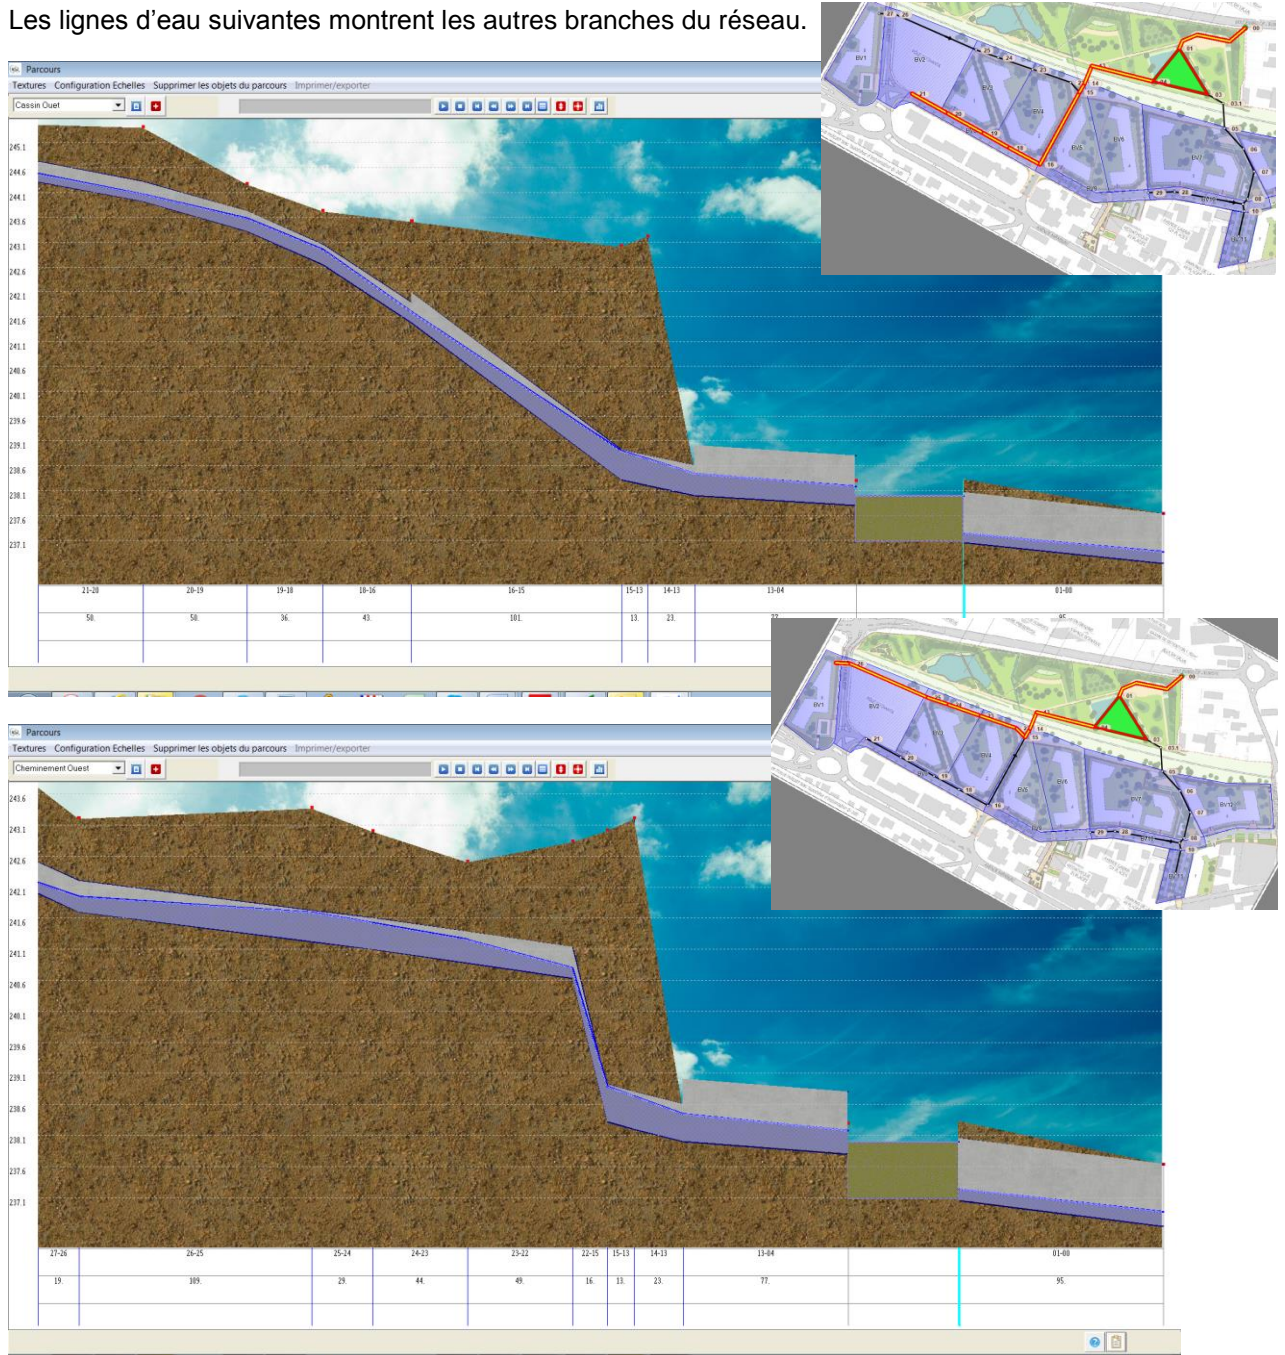 Les lignes d'eau suivantes montrent les autres branches du réseau.
Parcours
Textures Configuration Echelles Supprimer les objets du parcours Imprimer/exporter
Cassin Ouet
245.1
244.6
244.1
243.6
243.1
242.6
242.1
241.6
241.1
240.6
240.1
239.6
239.1
238.6
238.1
237.6
237.1
21-20 20-19 19-18 18-16 16-15 15-13 14-13 13-04 01-00
50. 50. 36. 43. 101. 13. 23. 77. 95.
Parcours
Textures Configuration Echelles Supprimer les objets du parcours Imprimer/exporter
Cheminement Ouest
243.6
243.1
242.6
242.1
241.6
241.1
240.6
240.1
239.6
239.1
238.6
238.1
237.6
237.1
27-26 26-25 25-24 24-23 23-22 22-15 15-13 14-13 13-04 01-00
19. 109. 29. 44. 49. 16. 13. 23. 77. 95.